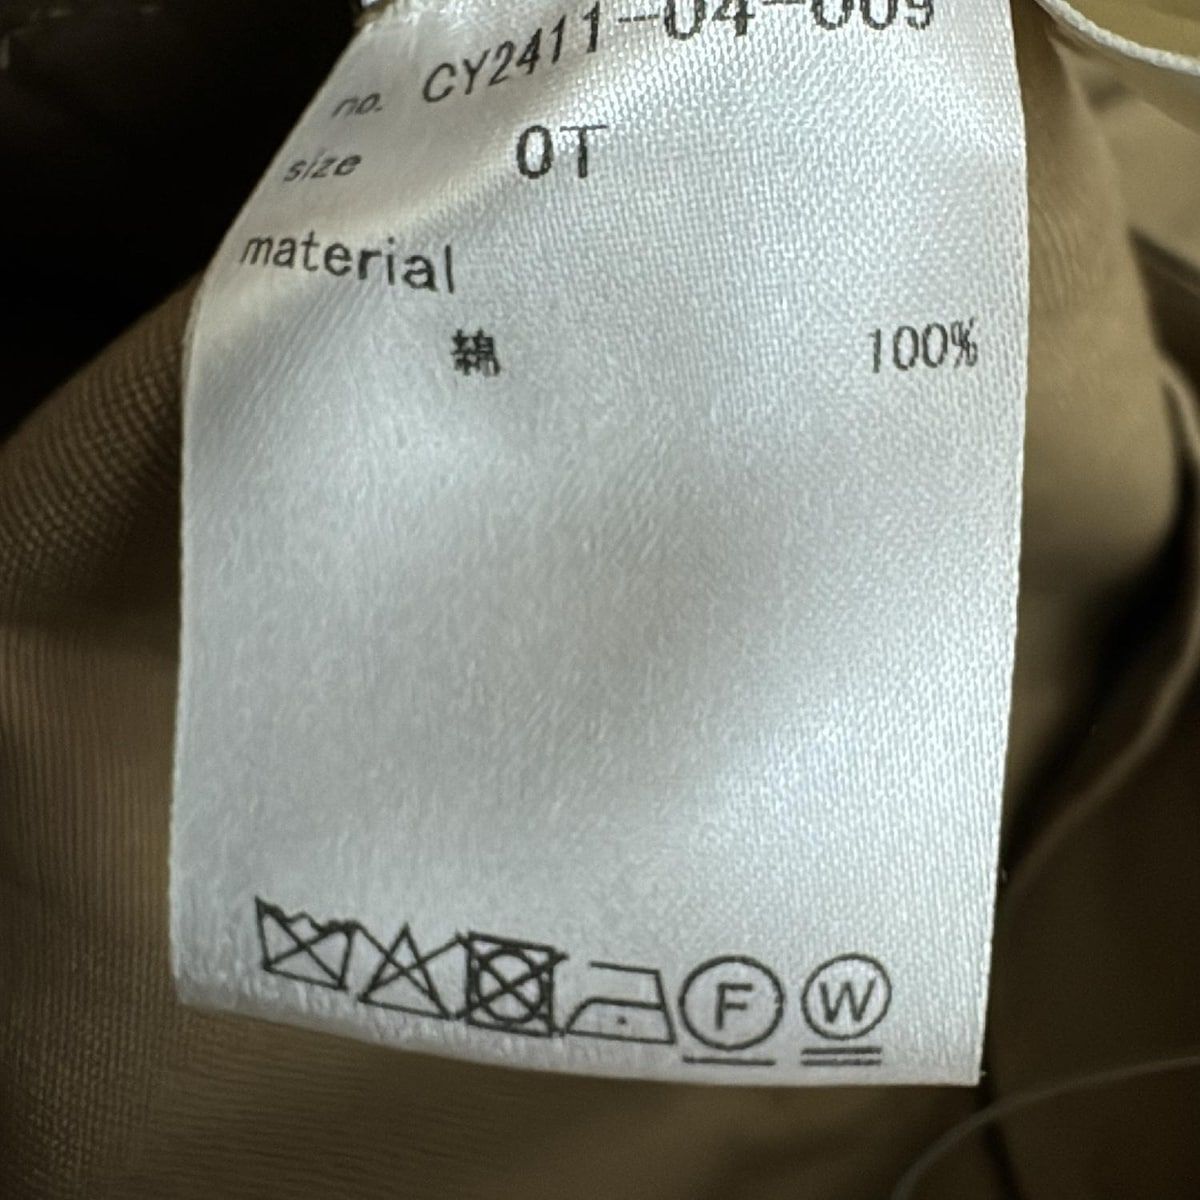 no. CY2411-04-009
size 0T
material
綿 100%
F W